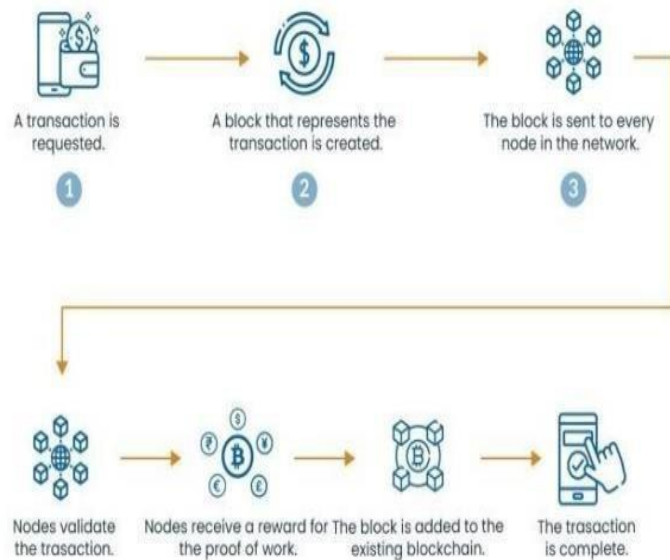 A transaction is
requested.
1
A block that represents the
transaction is created.
2
The block is sent to every
node in the network.
3
Nodes validate
the trasaction.
Nodes receive a reward for
the proof of work.
The block is added to the
existing blockchain.
The trasaction
is complete.